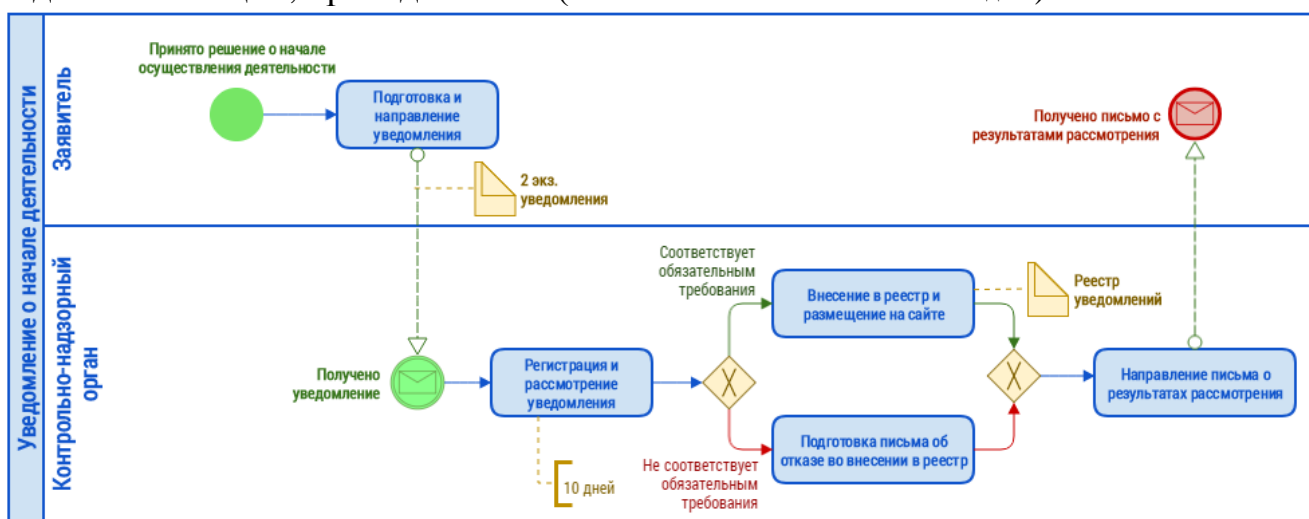 Уведомление о начале деятельности
Заявитель
Принято решение о начале
осуществления деятельности
Подготовка и
направление
уведомления
2 экз.
уведомления
Получено письмо с
результатами рассмотрения
Контрольно-надзорный
орган
Получено
уведомление
Регистрация и
рассмотрение
уведомления
10 дней
Соответствует
обязательным
требования
Внесение в реестр и
размещение на сайте
Реестр
уведомлений
Не соответствует
обязательным
требования
Подготовка письма об
отказе во внесении в реестр
Направление письма о
результатах рассмотрения